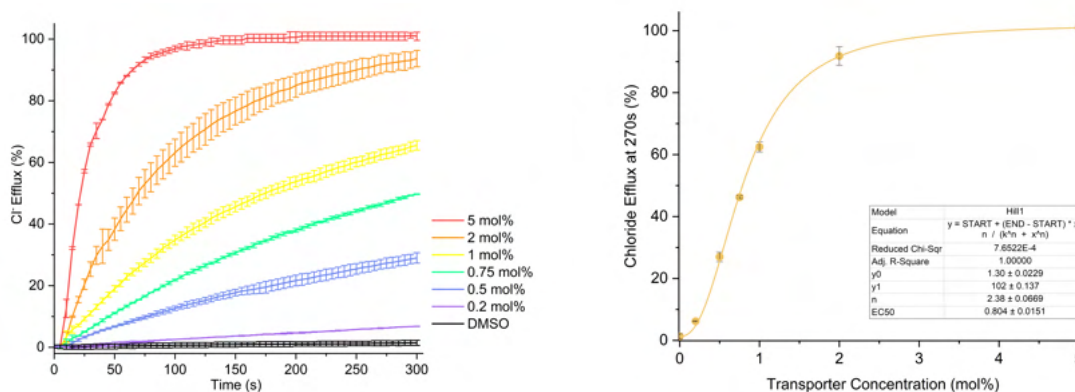 Cl⁻ Efflux (%)
100
80
60
40
20
0
0 50 100 150 200 250 300
Time (s)
5 mol%
2 mol%
1 mol%
0.75 mol%
0.5 mol%
0.2 mol%
DMSO
Chloride Efflux at 270s (%)
100
80
60
40
20
0
0 1 2 3 4 5
Transporter Concentration (mol%)
Model Hill1
Equation y = START + (END - START) *
n / (k^n + x^n)
Reduced Chi-Sqr 7.6522E-4
Adj. R-Square 1.00000
y0 1.30 ± 0.0229
y1 102 ± 0.137
n 2.38 ± 0.0669
EC50 0.804 ± 0.0151